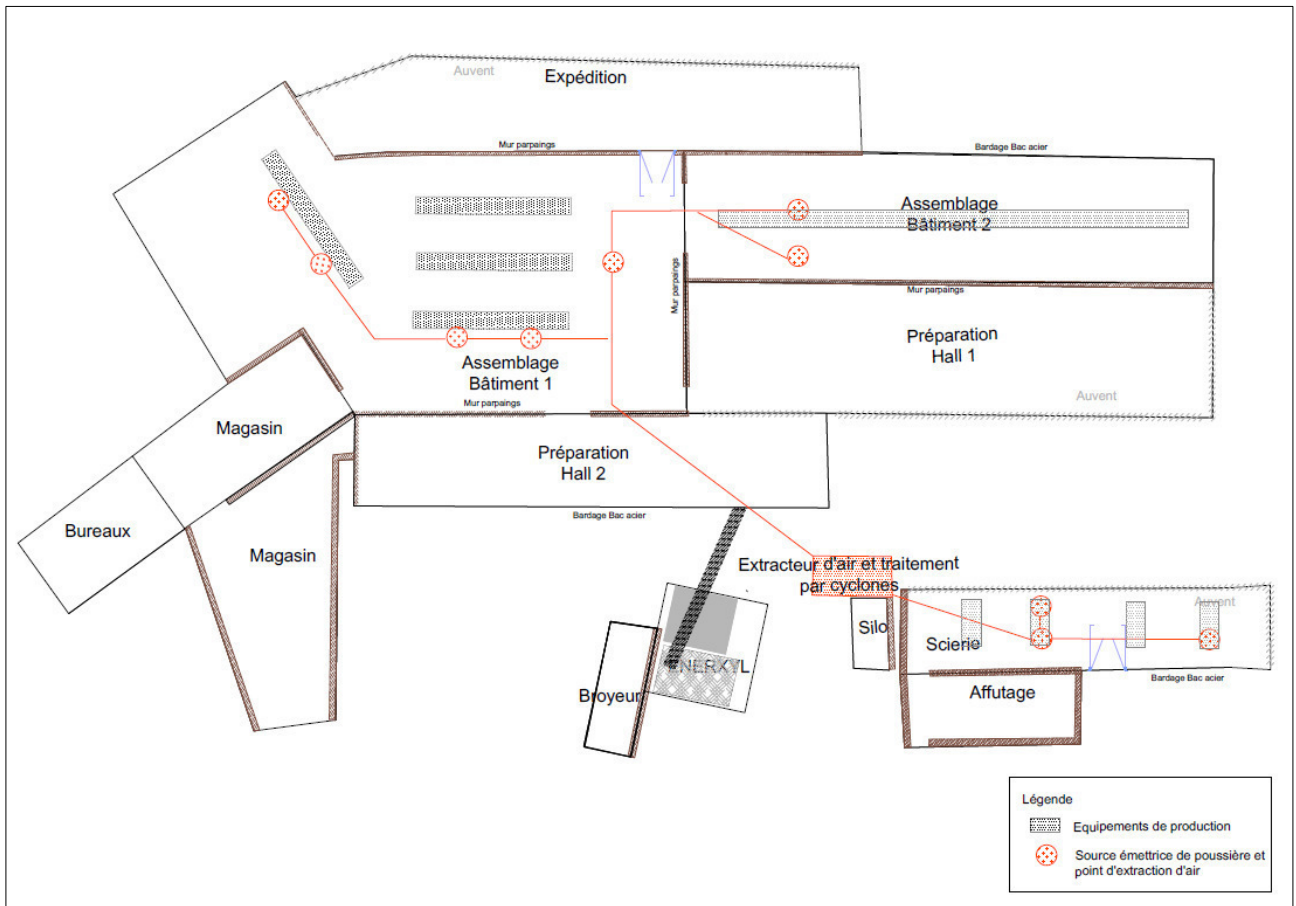 Auvent
Expédition
Mur parpaings
Bardage Bac acier
Assemblage
Bâtiment 2
Mur parpaings
Mur parpaings
Préparation
Hall 1
Auvent
Assemblage
Bâtiment 1
Mur parpaings
Magasin
Préparation
Hall 2
Bardage Bac acier
Bureaux
Magasin
Extracteur d'air et traitement
par cyclones
Auvent
Silo
Scierie
ENERXYL
Broyeur
Affutage
Bardage Bac acier
Légende
Equipements de production
Source émettrice de poussière et
point d'extraction d'air